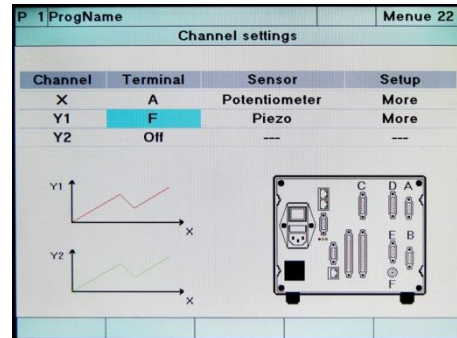 P 1 ProgName Menue 22
Channel settings
Channel Terminal Sensor Setup
X A Potentiometer More
Y1 F Piezo More
Y2 Off --- ---
Y1
X
Y2
X
C D A
E B
F